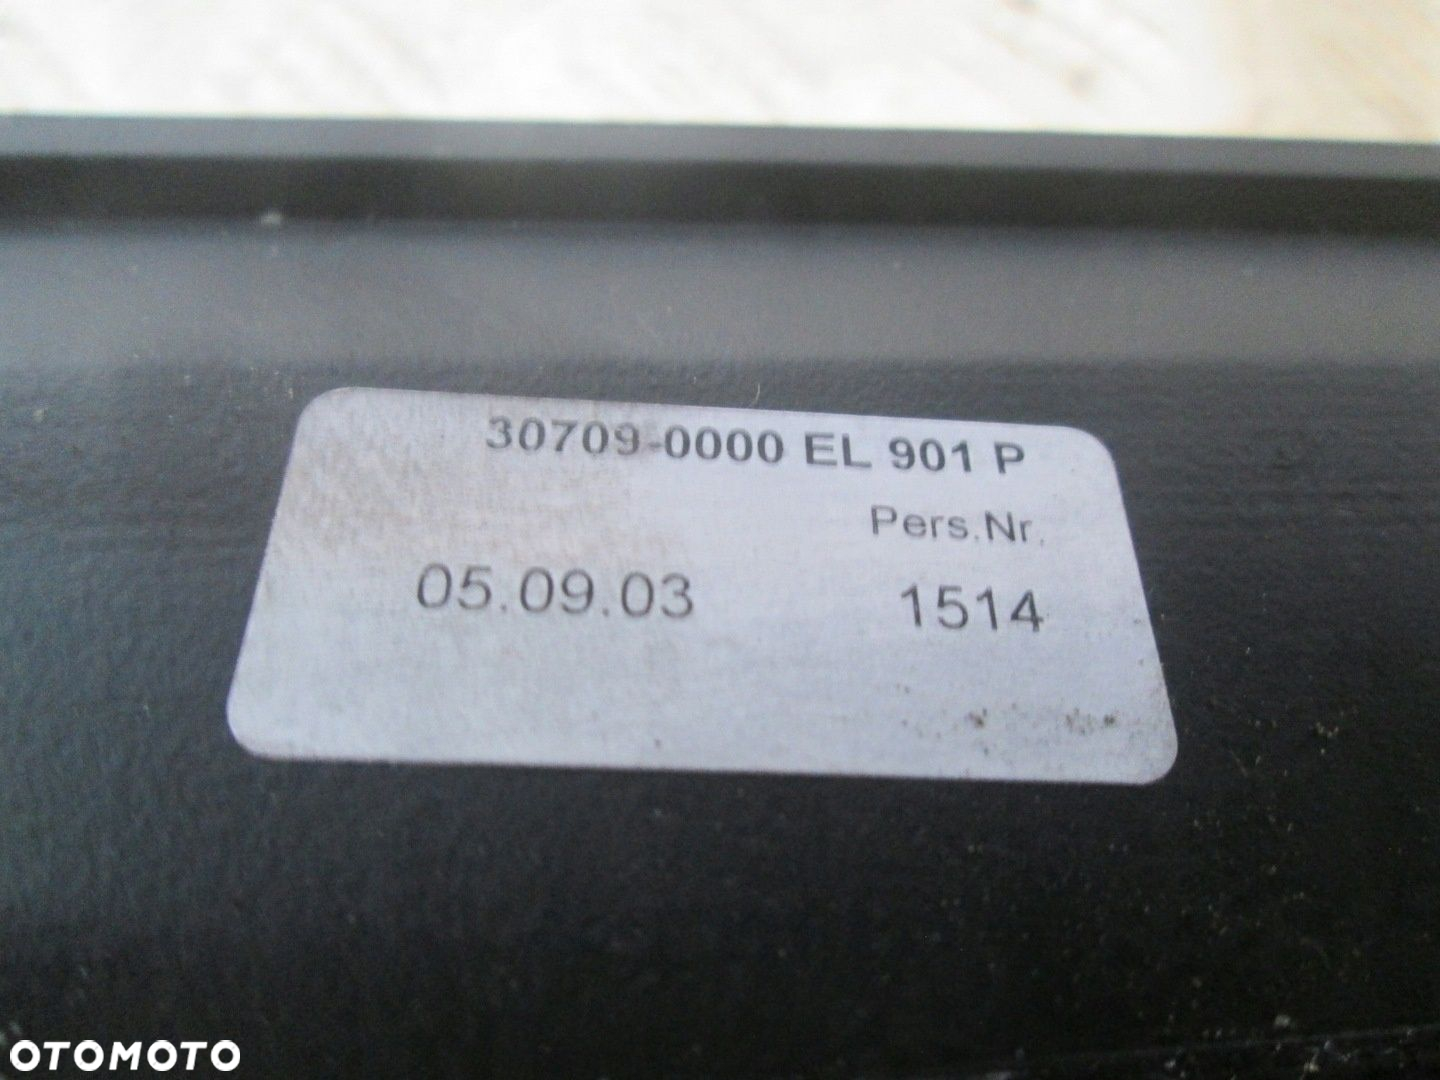 30709-0000 EL 901 P
Pers.Nr.
05.09.03 1514
OTOMOTO